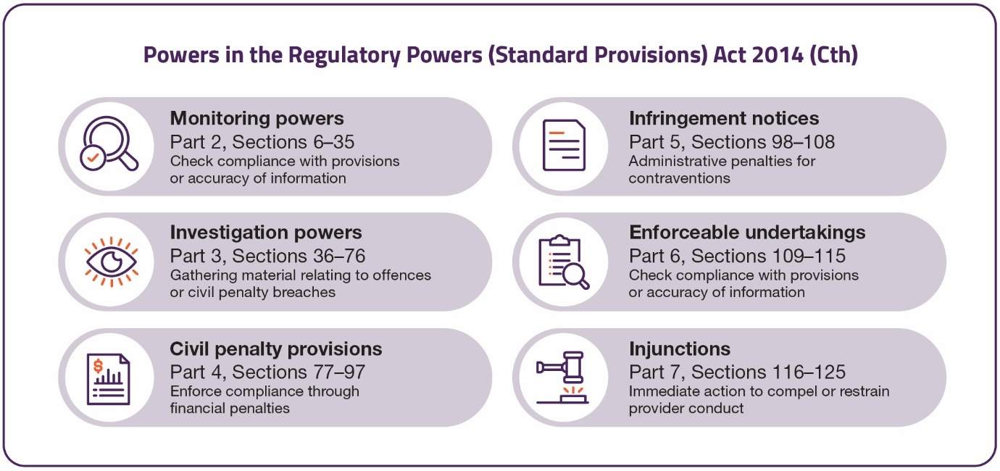 Powers in the Regulatory Powers (Standard Provisions) Act 2014 (Cth)
Monitoring powers
Part 2, Sections 6–35
Check compliance with provisions
or accuracy of information
Investigation powers
Part 3, Sections 36–76
Gathering material relating to offences
or civil penalty breaches
$
Civil penalty provisions
Part 4, Sections 77–97
Enforce compliance through
financial penalties
Infringement notices
Part 5, Sections 98–108
Administrative penalties for
contraventions
Enforceable undertakings
Part 6, Sections 109–115
Check compliance with provisions
or accuracy of information
Injunctions
Part 7, Sections 116–125
Immediate action to compel or restrain
provider conduct